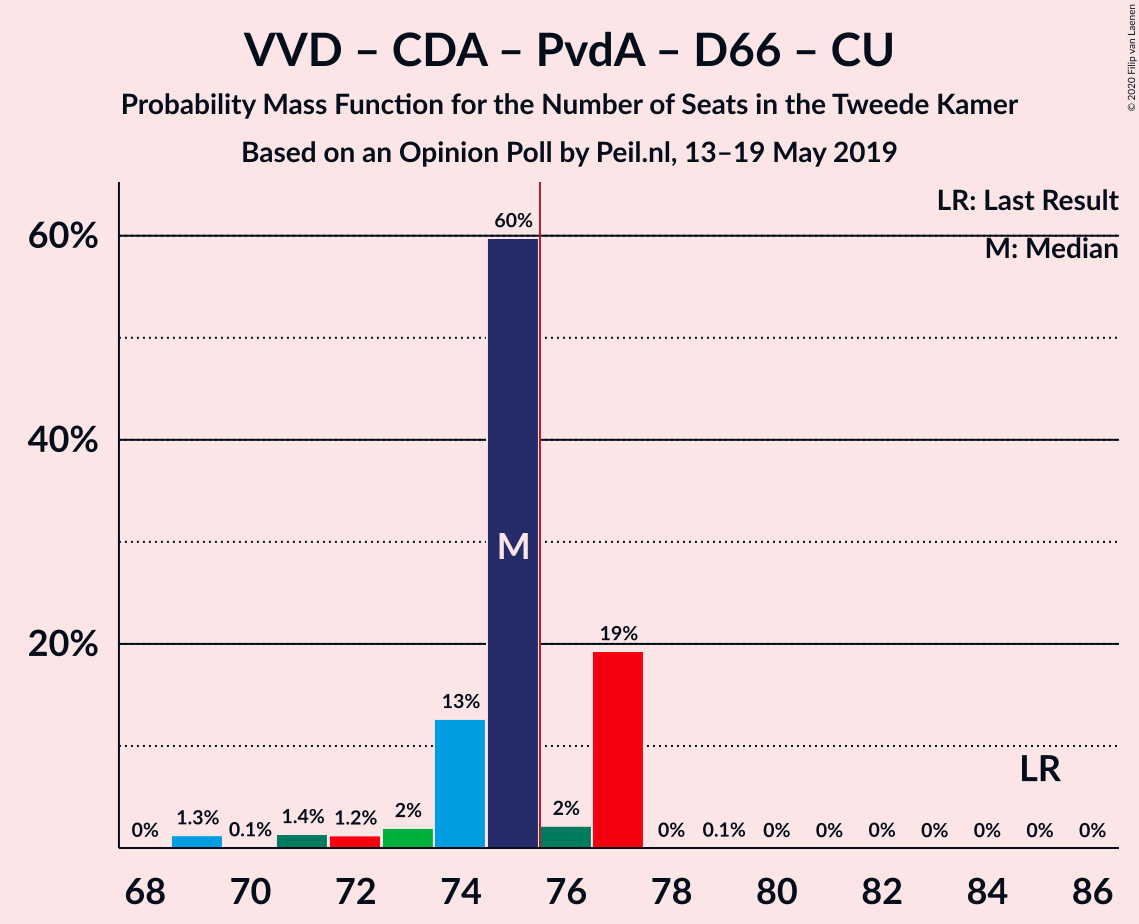 VVD – CDA – PvdA – D66 – CU
Probability Mass Function for the Number of Seats in the Tweede Kamer
Based on an Opinion Poll by Peil.nl, 13–19 May 2019
© 2020 Filip van Laenen
LR: Last Result
M: Median
60%
40%
20%
0%
1.3%
0.1%
1.4%
1.2%
2%
13%
60%
M
2%
19%
0%
0.1%
0%
0%
0%
0%
0%
0%
0%
LR
68 70 72 74 76 78 80 82 84 86